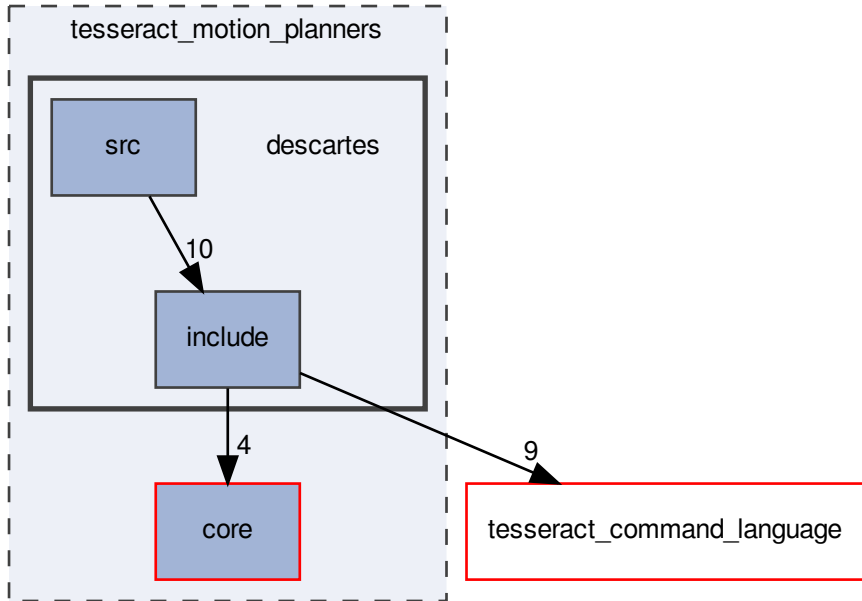 tesseract_motion_planners
src
descartes
10
include
4
9
core
tesseract_command_language